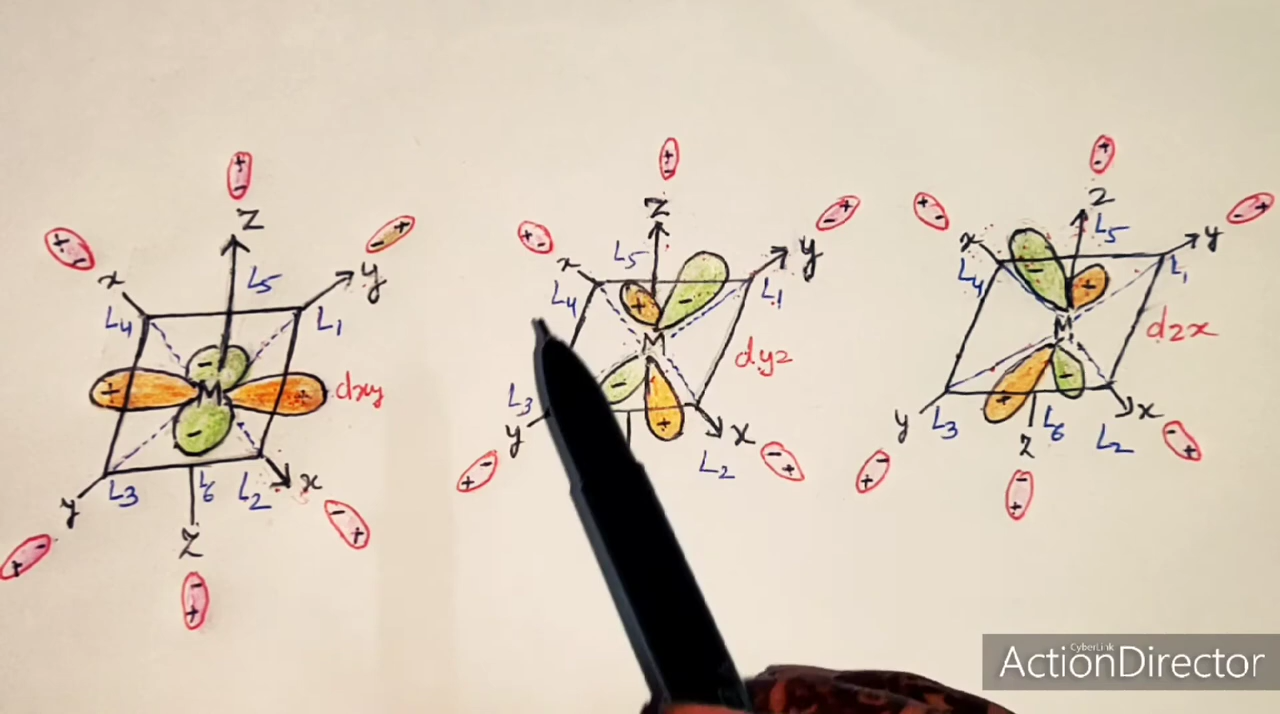 Z
y
x
L5
L4
L1
+
-
-
M
+
dxy
L3
L6
L2
y
x
Z
Z
y
x
L5
L4
L1
+
-
M
dyz
L3
-
+
y
x
L2
Z
y
x
L5
L4
L1
-
+
M
dzx
y
L3
L6
L2
x
Z
CyberLink
ActionDirector